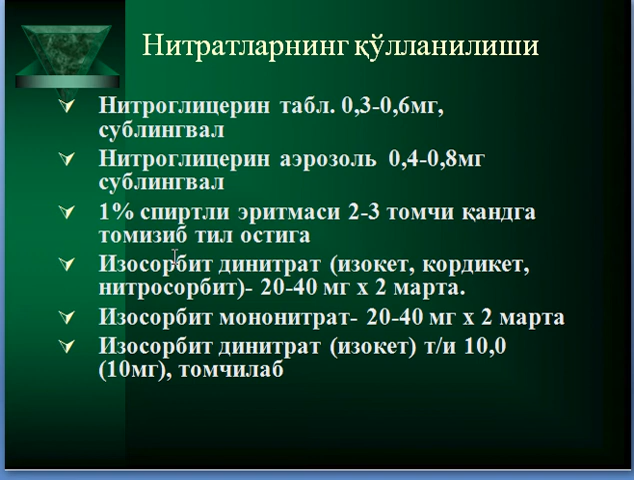 Нитратларнинг қўлланилиши
Нитроглицерин табл. 0,3-0,6мг,
сублингвал
Нитроглицерин аэрозоль 0,4-0,8мг
сублингвал
1% спиртли эритмаси 2-3 томчи қандга
томизиб тил остига
Изосорбит динитрат (изокет, кордикет,
нитросорбит)- 20-40 мг х 2 марта.
Изосорбит мононитрат- 20-40 мг х 2 марта
Изосорбит динитрат (изокет) т/и 10,0
(10мг), томчилаб